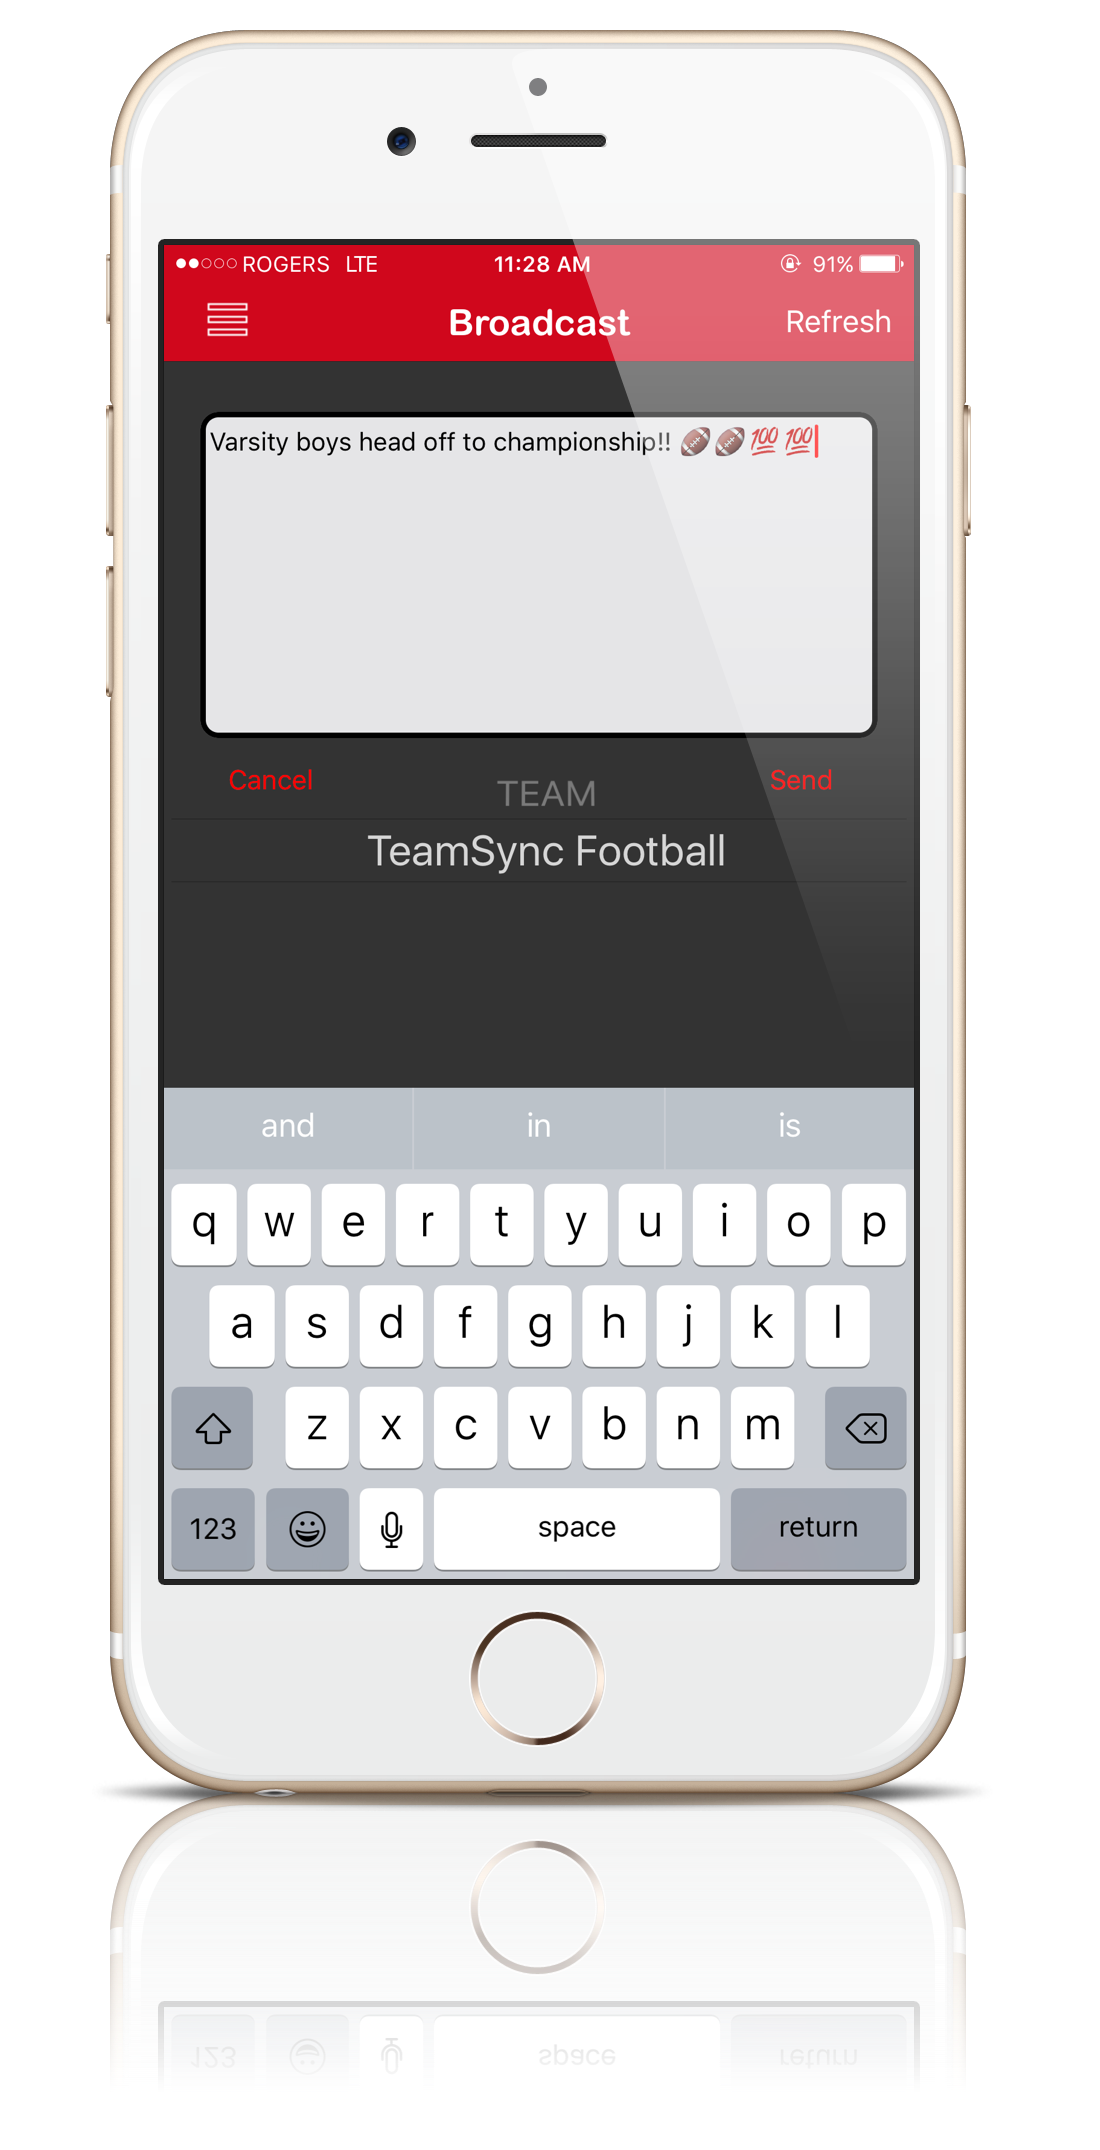 ROGERS LTE 11:28 AM 91%
Broadcast Refresh
Varsity boys head off to championship!! 🏈🏈💯💯
Cancel TEAM Send
TeamSync Football
and in is
q w e r t y u i o p
a s d f g h j k l
z x c v b n m
123 space return